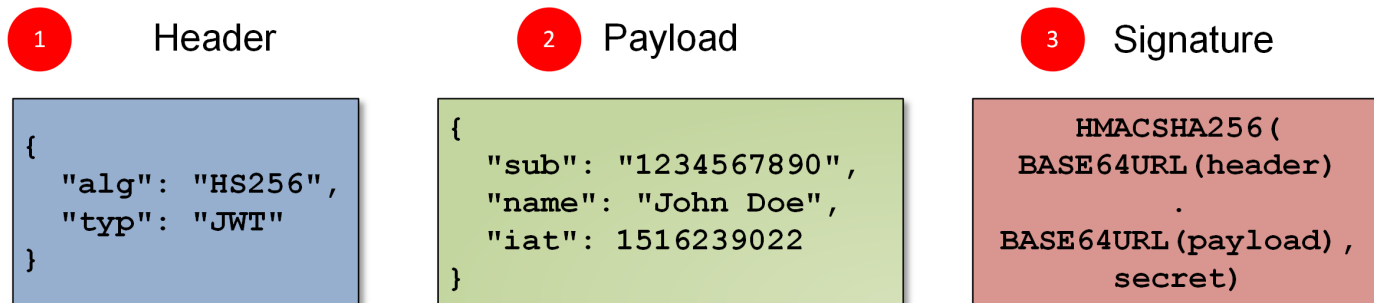 1 Header
{
"alg": "HS256",
"typ": "JWT"
}
2 Payload
{
"sub": "1234567890",
"name": "John Doe",
"iat": 1516239022
}
3 Signature
HMACSHA256(
BASE64URL(header)
.
BASE64URL(payload),
secret)